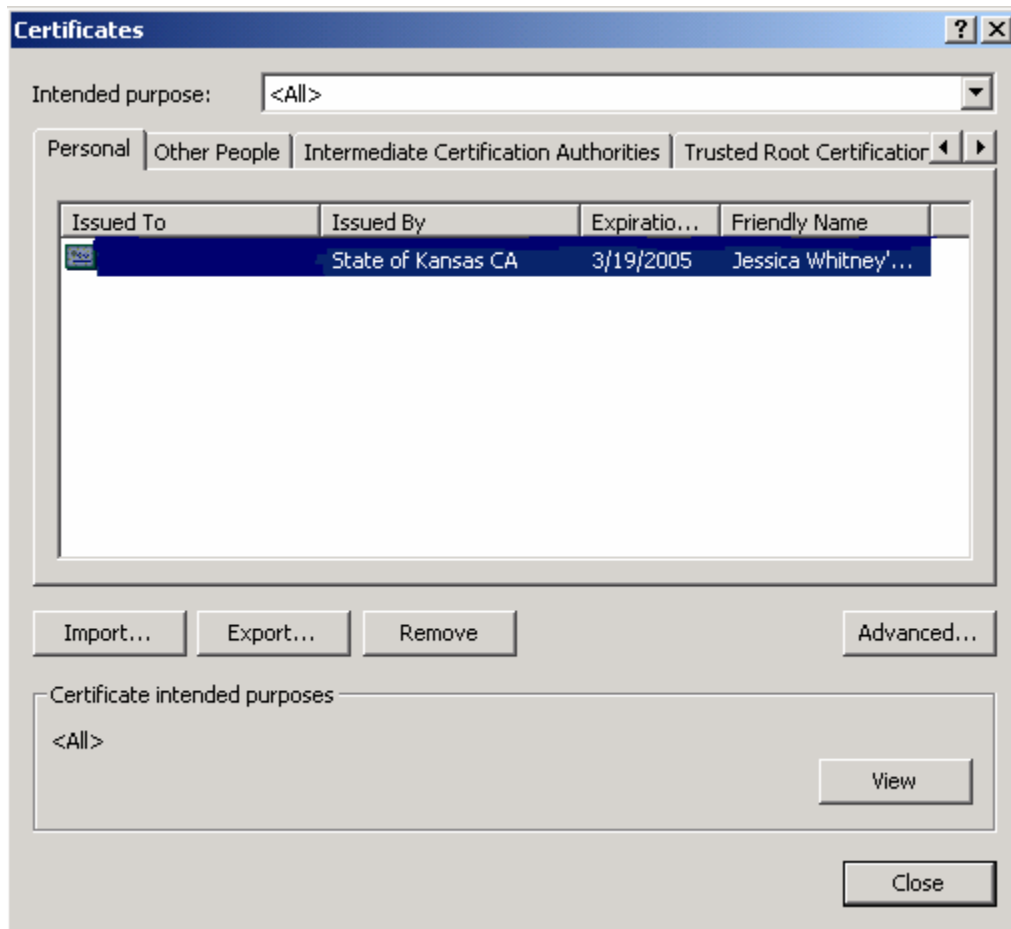 Certificates
Intended purpose: <All>
Personal Other People Intermediate Certification Authorities Trusted Root Certification
Issued To Issued By Expiratio... Friendly Name
State of Kansas CA 3/19/2005 Jessica Whitney'...
Import... Export... Remove Advanced...
Certificate intended purposes
<All>
View
Close